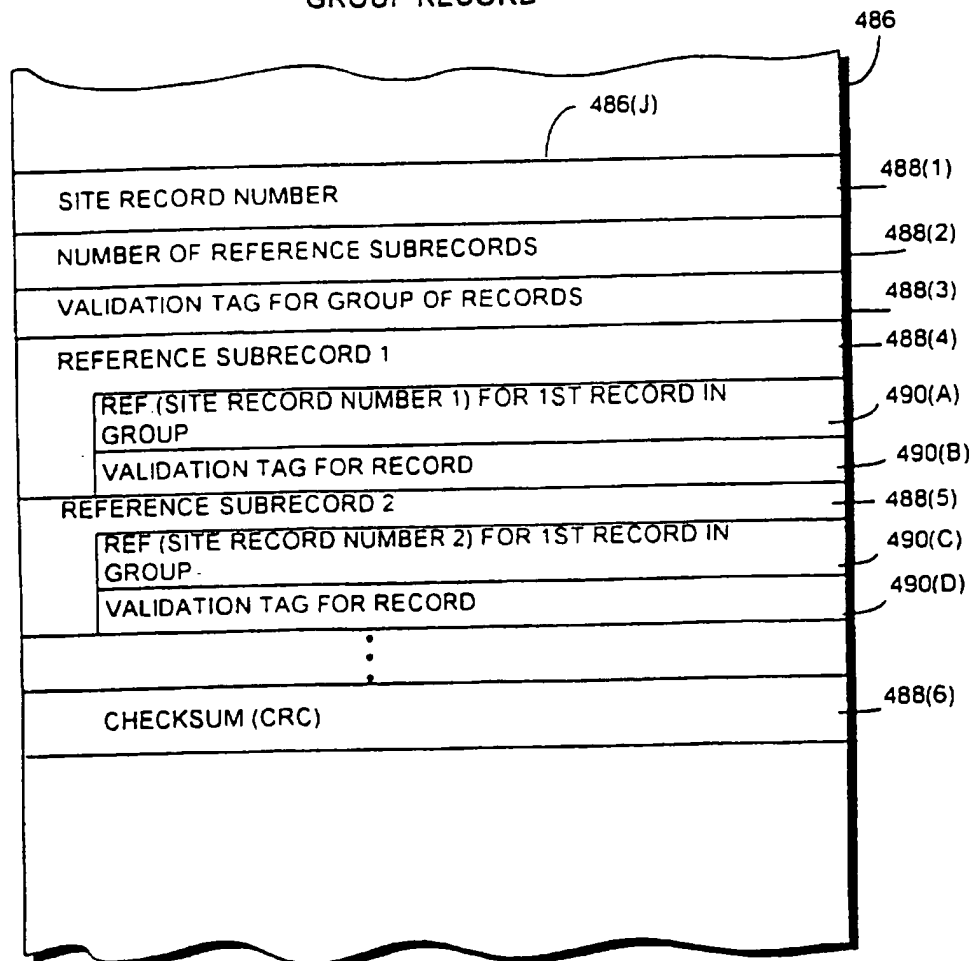 GROUP RECORD
486
486(J)
SITE RECORD NUMBER
488(1)
NUMBER OF REFERENCE SUBRECORDS
488(2)
VALIDATION TAG FOR GROUP OF RECORDS
488(3)
REFERENCE SUBRECORD 1
488(4)
REF (SITE RECORD NUMBER 1) FOR 1ST RECORD IN
GROUP
490(A)
VALIDATION TAG FOR RECORD
490(B)
REFERENCE SUBRECORD 2
488(5)
REF (SITE RECORD NUMBER 2) FOR 1ST RECORD IN
GROUP
490(C)
VALIDATION TAG FOR RECORD
490(D)
CHECKSUM (CRC)
488(6)